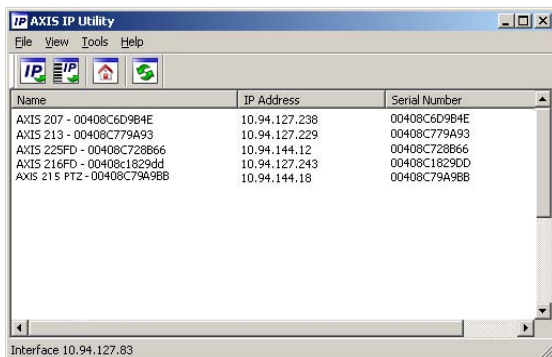 IP AXIS IP Utility
File View Tools Help
IP IP
Name IP Address Serial Number
AXIS 207 - 00408C6D9B4E 10.94.127.238 00408C6D9B4E
AXIS 213 - 00408C779A93 10.94.127.229 00408C779A93
AXIS 225FD - 00408C728B66 10.94.144.12 00408C728B66
AXIS 216FD - 00408c1829dd 10.94.127.243 00408C1829DD
AXIS 215 PTZ - 00408C79A9BB 10.94.144.18 00408C79A9BB
Interface 10.94.127.83